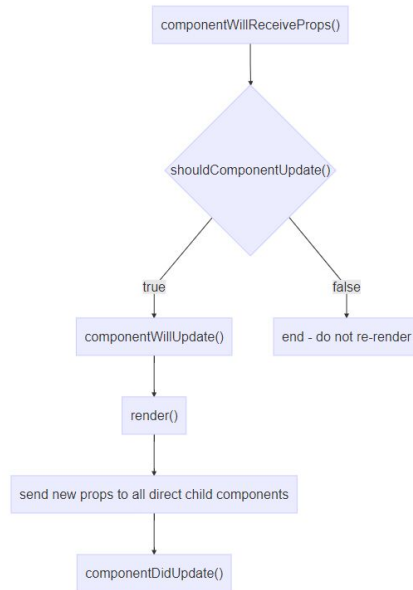 componentWillReceiveProps()
shouldComponentUpdate()
true
false
componentWillUpdate()
end - do not re-render
render()
send new props to all direct child components
componentDidUpdate()